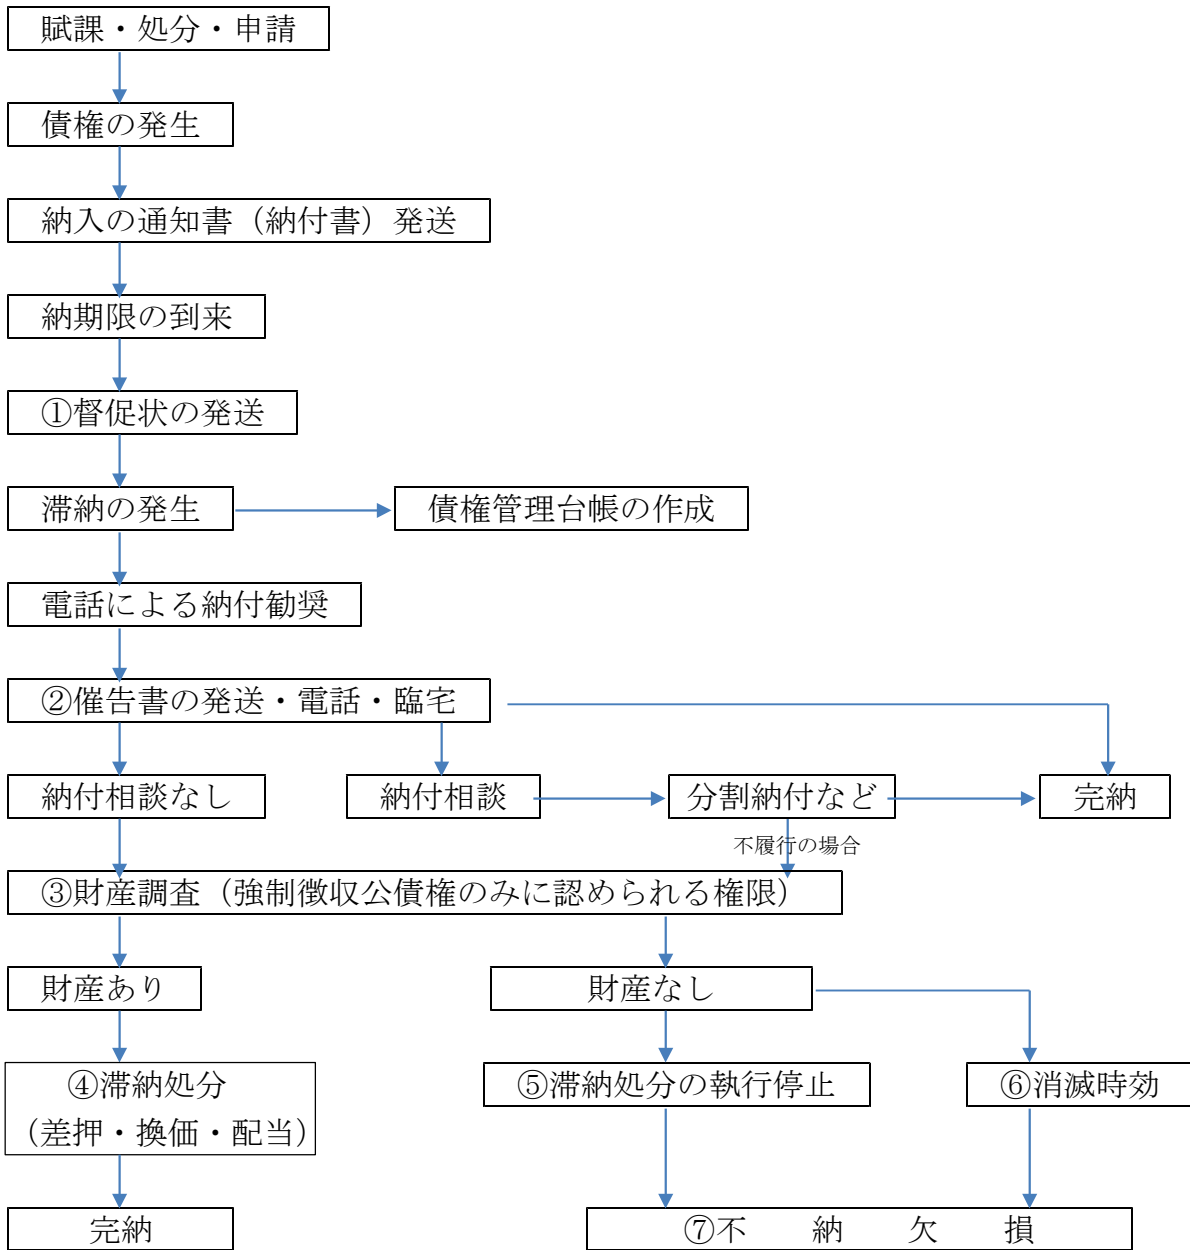 賦課・処分・申請
債権の発生
納入の通知書（納付書）発送
納期限の到来
①督促状の発送
滞納の発生
債権管理台帳の作成
電話による納付勧奨
②催告書の発送・電話・臨宅
納付相談なし
納付相談
分割納付など
完納
不履行の場合
③財産調査（強制徴収公債権のみに認められる権限）
財産あり
財産なし
④滞納処分
（差押・換価・配当）
⑤滞納処分の執行停止
⑥消滅時効
完納
⑦不　納　欠　損